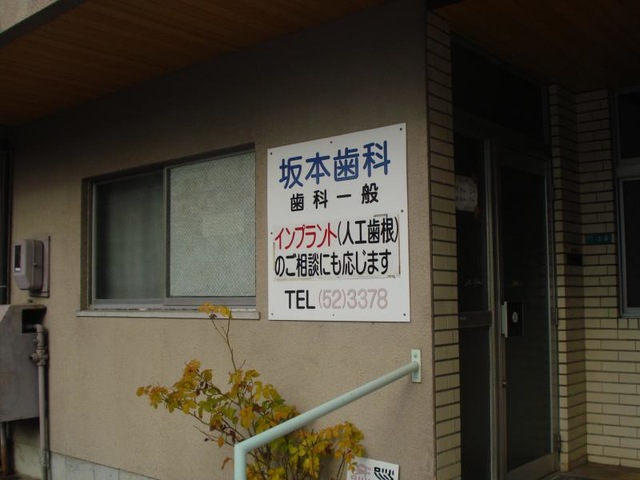 坂本歯科
歯科一般
インプラント(人工歯根)
のご相談にも応じます
TEL (52)3378